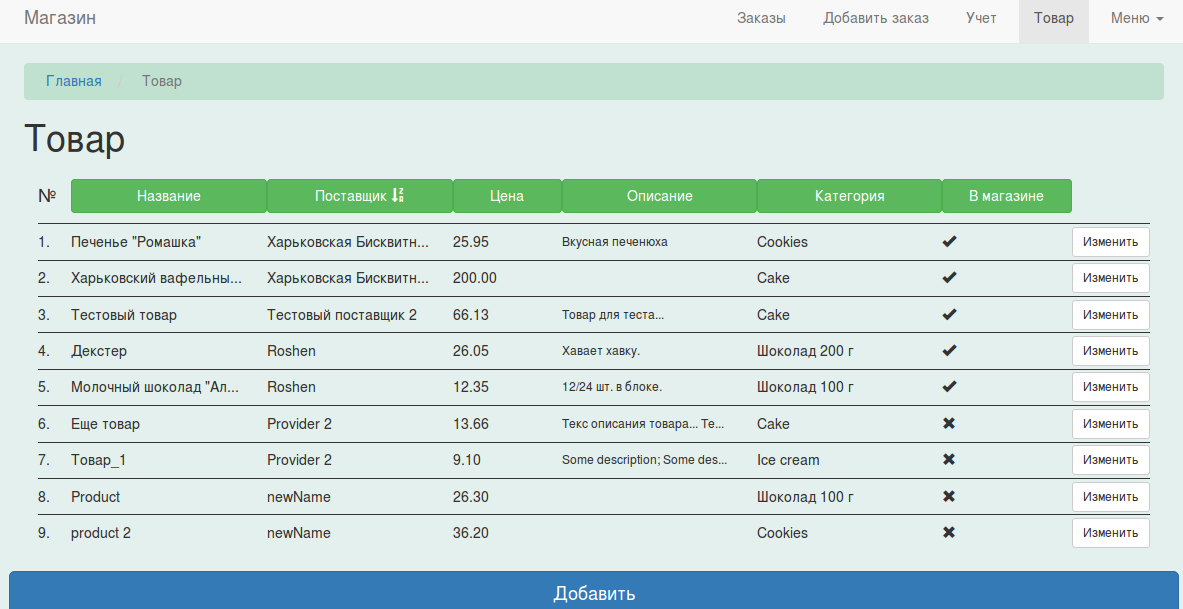 Магазин Заказы Добавить заказ Учет Товар Меню
Главная / Товар
Товар
№ Название Поставщик Цена Описание Категория В магазине
1. Печенье "Ромашка" Харьковская Бисквитн... 25.95 Вкусная печенюха Cookies Изменить
2. Харьковский вафельны... Харьковская Бисквитн... 200.00 Cake Изменить
3. Тестовый товар Тестовый поставщик 2 66.13 Товар для теста... Cake Изменить
4. Декстер Roshen 26.05 Хавает хавку. Шоколад 200 г Изменить
5. Молочный шоколад "Ал... Roshen 12.35 12/24 шт. в блоке. Шоколад 100 г Изменить
6. Еще товар Provider 2 13.66 Текс описания товара... Те... Cake Изменить
7. Товар_1 Provider 2 9.10 Some description; Some des... Ice cream Изменить
8. Product newName 26.30 Шоколад 100 г Изменить
9. product 2 newName 36.20 Cookies Изменить
Добавить